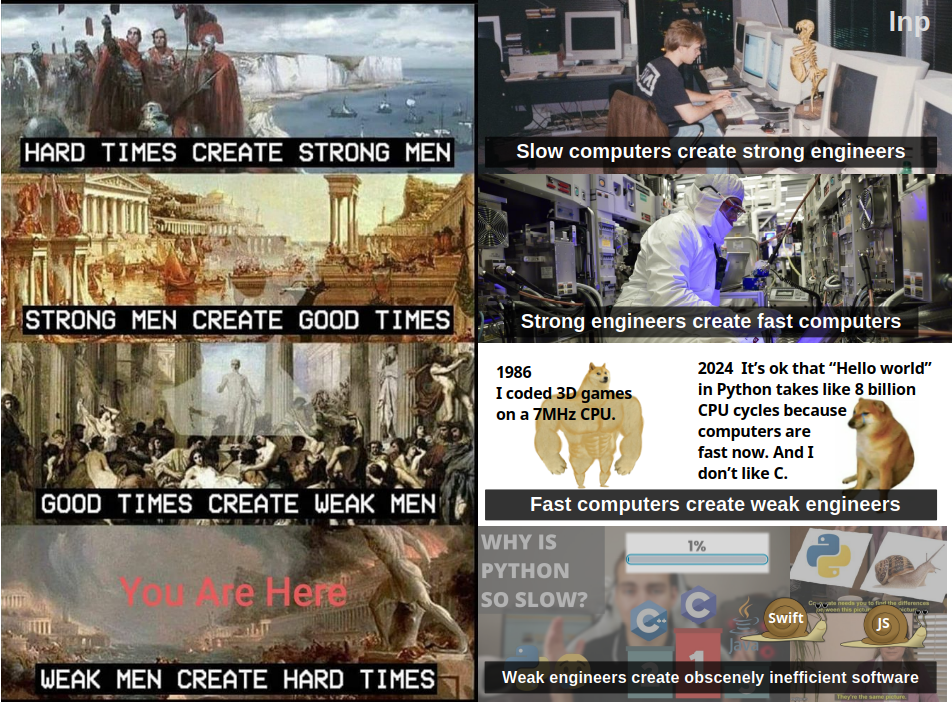 HARD TIMES CREATE STRONG MEN
Inp
Slow computers create strong engineers
STRONG MEN CREATE GOOD TIMES
Strong engineers create fast computers
GOOD TIMES CREATE WEAK MEN
1986
I coded 3D games
on a 7MHz CPU.
2024 It's ok that “Hello world”
in Python takes like 8 billion
CPU cycles because
computers are
fast now. And I
don’t like C.
Fast computers create weak engineers
You Are Here
WEAK MEN CREATE HARD TIMES
WHY IS
PYTHON
SO SLOW?
1%
C++
C
Java
2
1
Swift
JS
needs you to find the differences
between this picture
They're the same picture.
Weak engineers create obscenely inefficient software